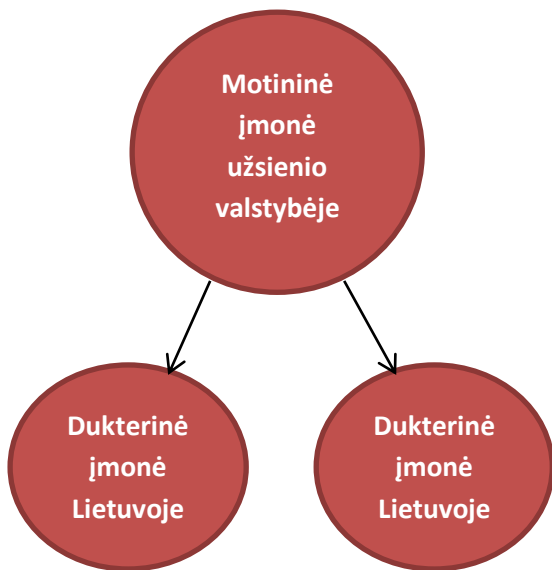 Motininė
įmonė
užsienio
valstybėje
Dukterinė
įmonė
Lietuvoje
Dukterinė
įmonė
Lietuvoje